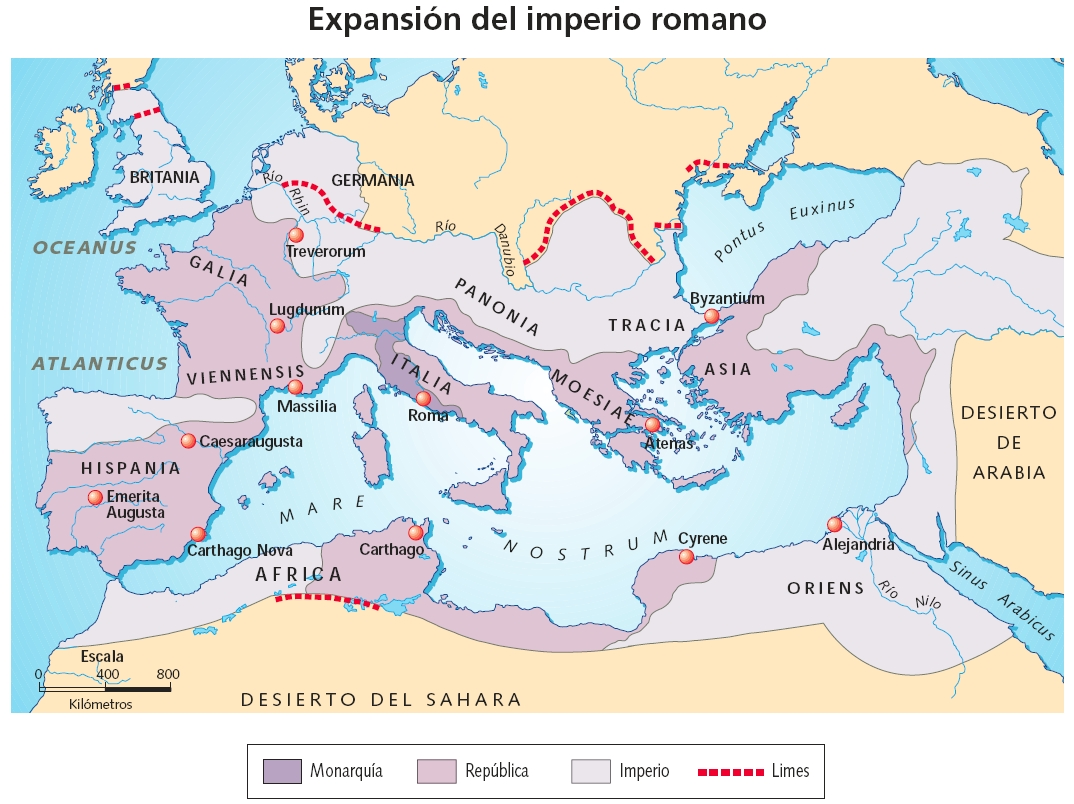 Expansión del imperio romano
BRITANIA
Río
Rhin
GERMANIA
OCEANUS
Treverorum
GALIA
Río
Danubio
Pontus Euxinus
PANONIA
Lugdunum
Byzantium
TRACIA
ATLANTICUS
VIENNENSIS
ITALIA
MOESIAE
ASIA
Massilia
Roma
DESIERTO
DE
ARABIA
Caesaraugusta
Atenas
HISPANIA
Emerita
Augusta
MARE
NOSTRUM
Carthago Nova
Carthago
Cyrene
Alejandría
AFRICA
ORIENS
Río Nilo
Sinus Arabicus
Escala
0 400 800
Kilómetros
DESIERTO DEL SAHARA
Monarquía
República
Imperio
Limes